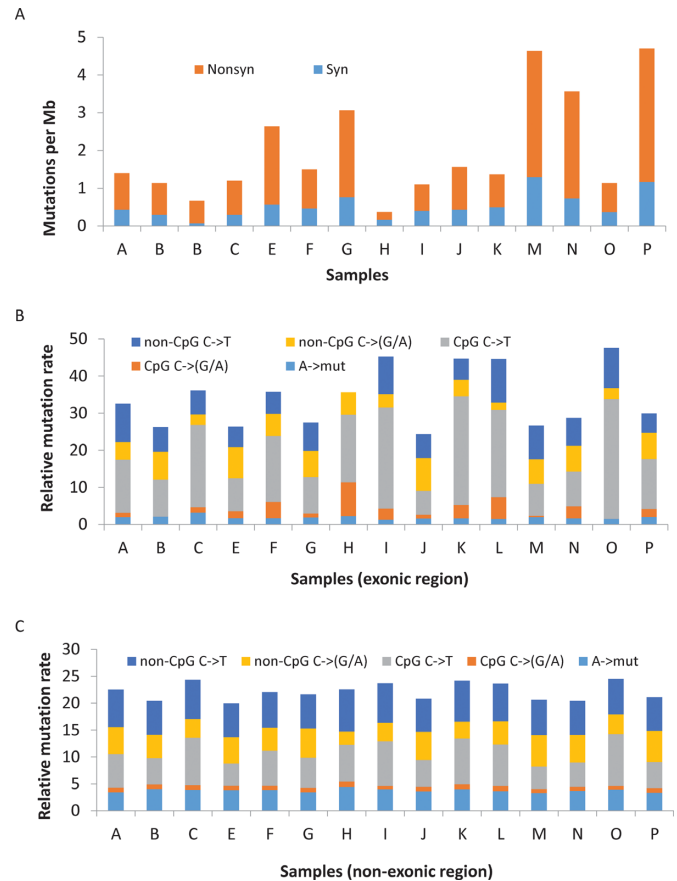 A
Mutations per Mb
5
4
3
2
1
0
Nonsyn Syn
A B B C E F G H I J K M N O P
Samples
B
Relative mutation rate
50
40
30
20
10
0
non-CpG C->T non-CpG C->(G/A) CpG C->T
CpG C->(G/A) A->mut
A B C E F G H I J K L M N O P
Samples (exonic region)
C
Relative mutation rate
30
25
20
15
10
5
0
non-CpG C->T non-CpG C->(G/A) CpG C->T CpG C->(G/A) A->mut
A B C E F G H I J K L M N O P
Samples (non-exonic region)